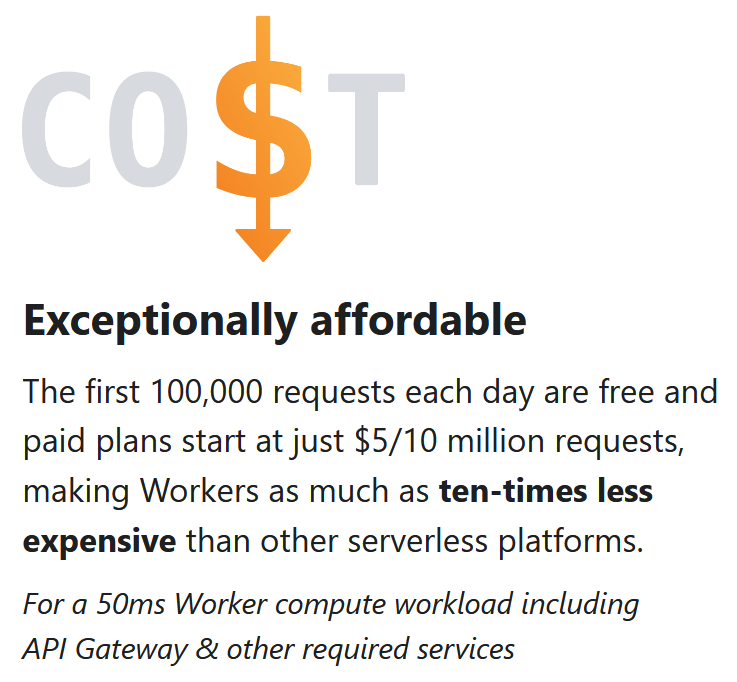 CO$T
Exceptionally affordable
The first 100,000 requests each day are free and
paid plans start at just $5/10 million requests,
making Workers as much as ten-times less
expensive than other serverless platforms.
For a 50ms Worker compute workload including
API Gateway & other required services